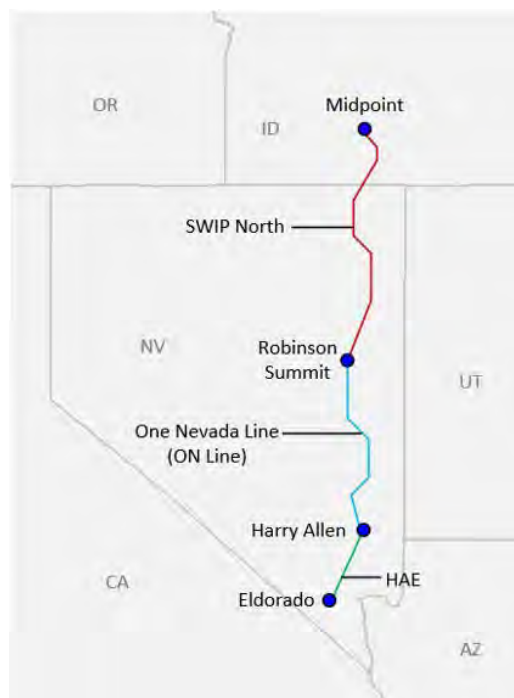 Midpoint
OR
ID
SWIP North
Robinson
Summit
NV
UT
One Nevada Line
(ON Line)
Harry Allen
CA
HAE
Eldorado
AZ